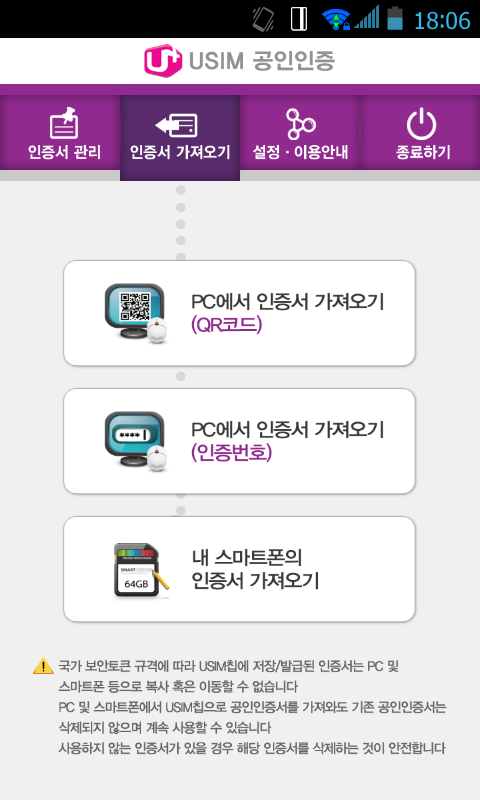 18:06
U+ USIM 공인인증
인증서 관리
인증서 가져오기
설정·이용안내
종료하기
PC에서 인증서 가져오기
(QR코드)
****
PC에서 인증서 가져오기
(인증번호)
SMART
64GB
내 스마트폰의
인증서 가져오기
국가 보안토큰 규격에 따라 USIM칩에 저장/발급된 인증서는 PC 및
스마트폰 등으로 복사 혹은 이동할 수 없습니다
PC 및 스마트폰에서 USIM칩으로 공인인증서를 가져와도 기존 공인인증서는
삭제되지 않으며 계속 사용할 수 있습니다
사용하지 않는 인증서가 있을 경우 해당 인증서를 삭제하는 것이 안전합니다